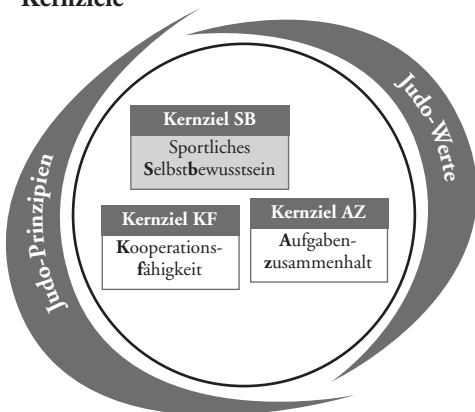 Kernziele
Judo-Werte
Kernziel SB
Sportliches
Selbstbewusstsein
Judo-Prinzipien
Kernziel KF
Kooperations-
fähigkeit
Kernziel AZ
Aufgaben-
zusammenhalt